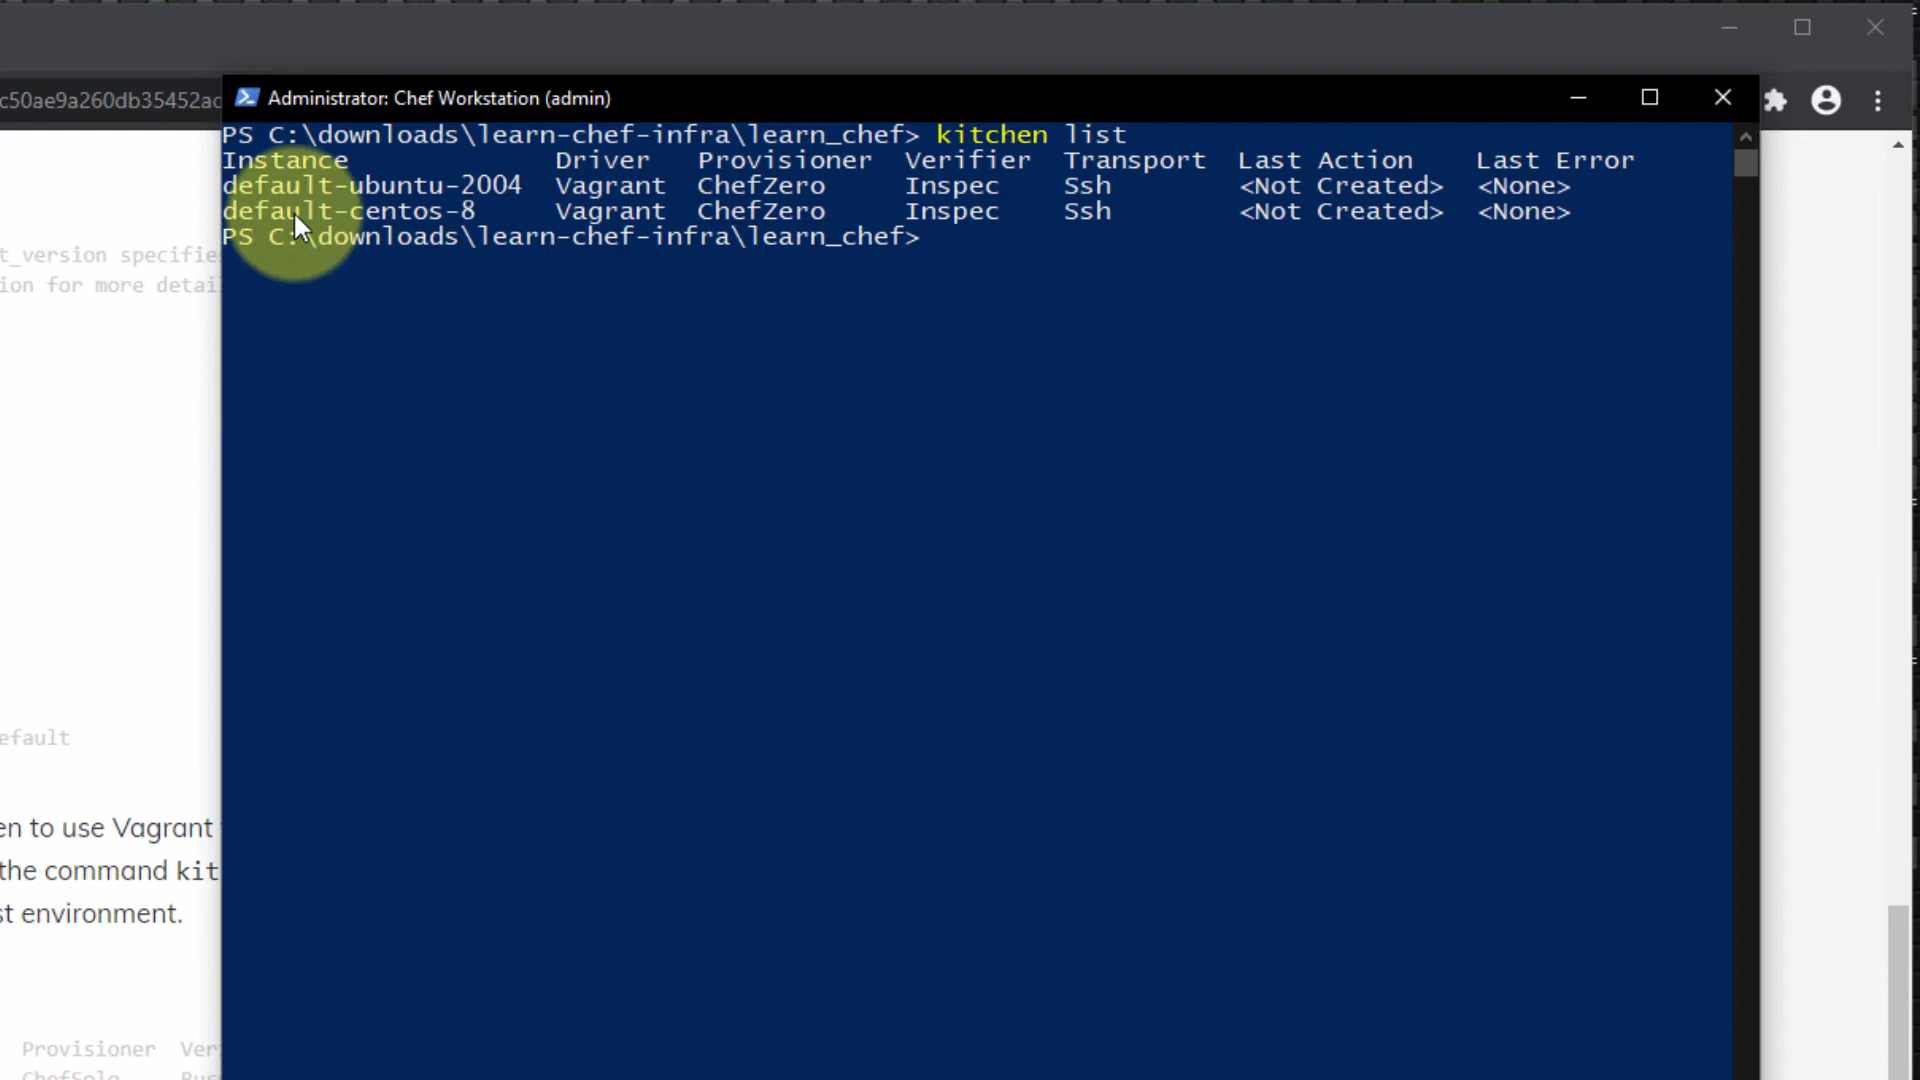 c50ae9a260db35452ac
Administrator: Chef Workstation (admin)
PS C:\downloads\learn-chef-infra\learn_chef> kitchen list
Instance Driver Provisioner Verifier Transport Last Action Last Error
default-ubuntu-2004 Vagrant ChefZero Inspec Ssh <Not Created> <None>
default-centos-8 Vagrant ChefZero Inspec Ssh <Not Created> <None>
PS C:\downloads\learn-chef-infra\learn_chef>
t_version specifie
ion for more detai
efault
en to use Vagrant
the command kit
st environment.
Provisioner Ver
ChefSolo